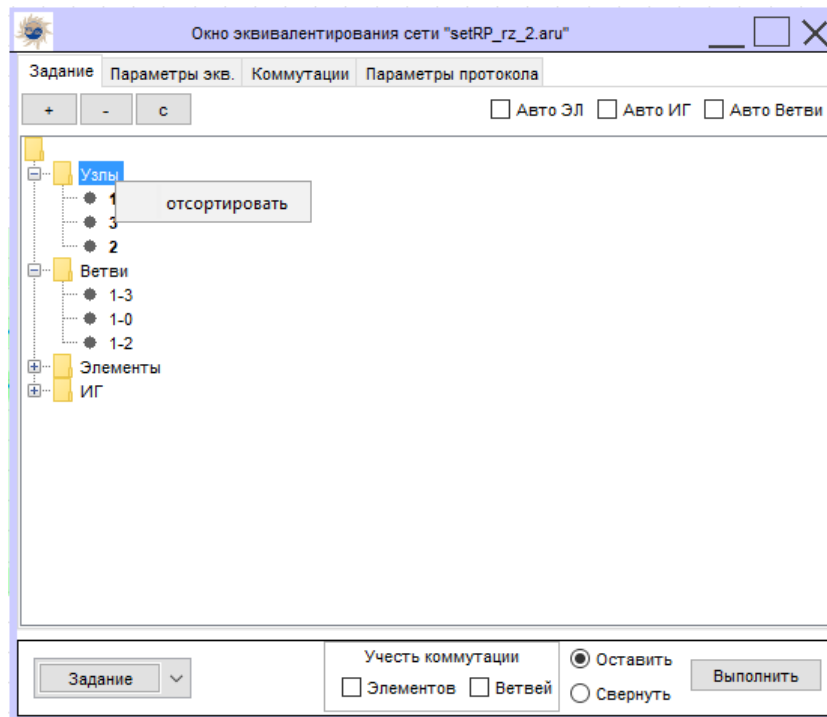 Окно эквивалентирования сети "setRP_rz_2.aru"
Задание Параметры экв. Коммутации Параметры протокола
+ - с Авто ЭЛ Авто ИГ Авто Ветви
Узлы
1
отсортировать
3
2
Ветви
1-3
1-0
1-2
Элементы
ИГ
Задание
Учесть коммутации
Элементов Ветвей
Оставить
Свернуть
Выполнить